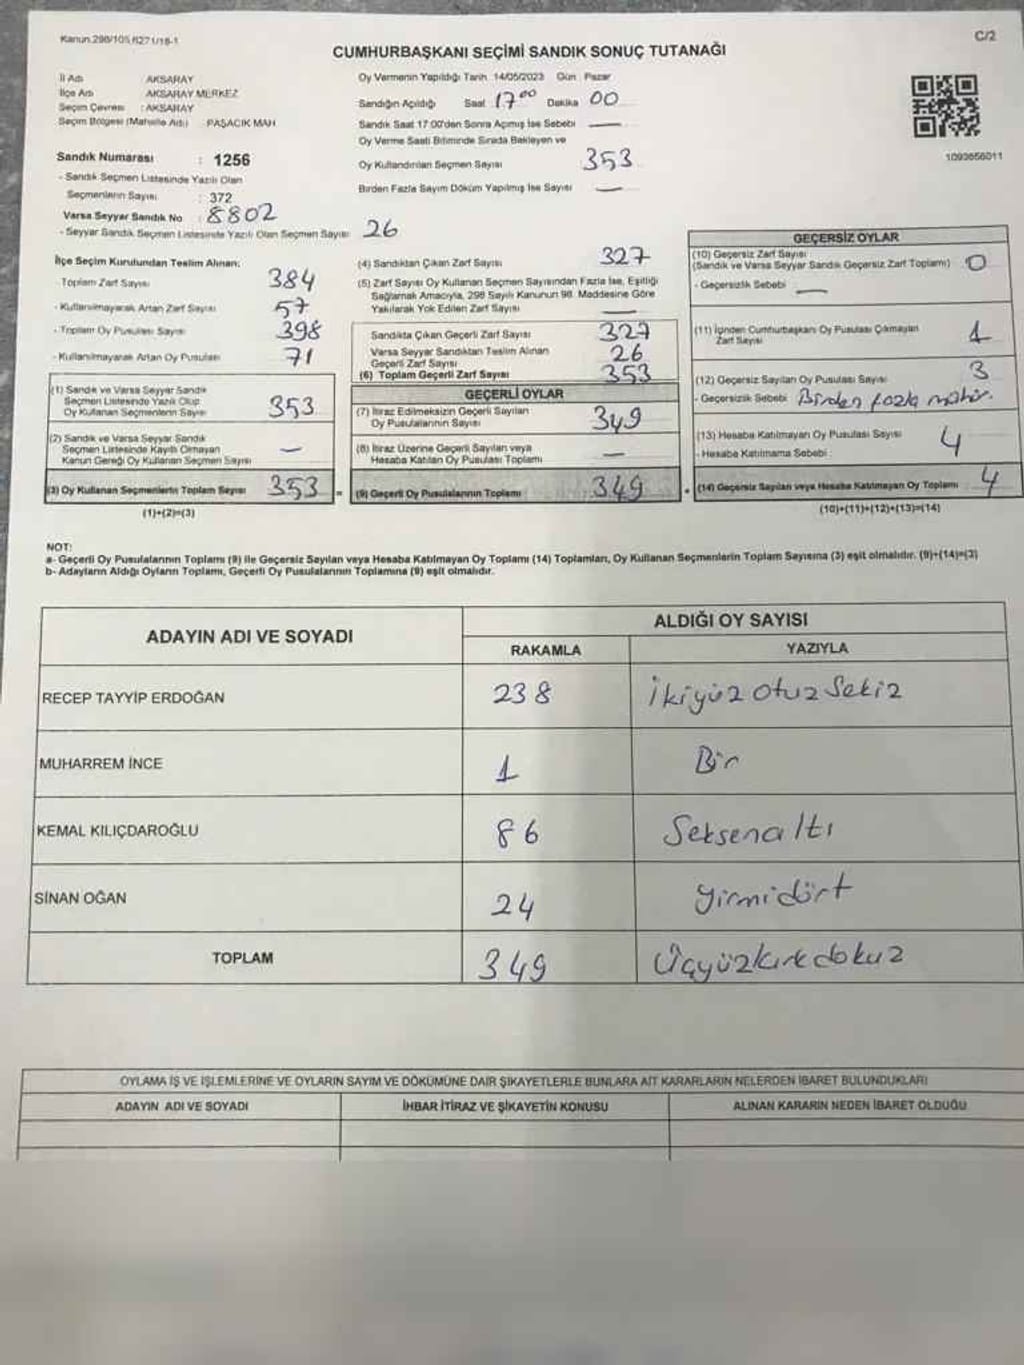 Kanun.298/105.6271/16-1
C/2
CUMHURBAŞKANI SEÇİMİ SANDIK SONUÇ TUTANAĞI
İl Adı AKSARAY
İlçe Adı AKSARAY MERKEZ
Seçim Çevresi : AKSARAY
Seçim Bölgesi (Mahalle Adı) : PAŞACIK MAH
Sandık Numarası : 1256
- Sandık Seçmen Listesinde Yazılı Olan
Seçmenlerin Sayısı : 372
Varsa Seyyar Sandık No : 8802
- Seyyar Sandık Seçmen Listesinde Yazılı Olan Seçmen Sayısı 26
Oy Vermenin Yapıldığı Tarih 14/05/2023 Gün Pazar
Sandığın Açıldığı Saat 17 00 Dakika 00
Sandık Saat 17:00'den Sonra Açmış İse Sebebi —
Oy Verme Saati Bitiminde Sırada Bekleyen ve
Oy Kullandırılan Seçmen Sayısı 353
Birden Fazla Sayım Döküm Yapılmış İse Sayısı —
1093656011
İlçe Seçim Kurulundan Teslim Alınan:
- Toplam Zarf Sayısı 384
- Kullanılmayarak Artan Zarf Sayısı 57
- Toplam Oy Pusulası Sayısı 398
- Kullanılmayarak Artan Oy Pusulası 71
(1) Sandık ve Varsa Seyyar Sandık
Seçmen Listesinde Yazılı Olup
Oy Kullanan Seçmenlerin Sayısı 353
(2) Sandık ve Varsa Seyyar Sandık
Seçmen Listesinde Kayıtlı Olmayan
Kanun Gereği Oy Kullanan Seçmen Sayısı —
(3) Oy Kullanan Seçmenlerin Toplam Sayısı 353 =
(1)+(2)=(3)
(4) Sandıktan Çıkan Zarf Sayısı 327
(5) Zarf Sayısı Oy Kullanan Seçmen Sayısından Fazla İse, Eşitliği
Sağlamak Amacıyla, 298 Sayılı Kanunun 98. Maddesine Göre
Yakılarak Yok Edilen Zarf Sayısı —
Sandıkta Çıkan Geçerli Zarf Sayısı 327
Varsa Seyyar Sandıktan Teslim Alınan
Geçerli Zarf Sayısı 26
(6) Toplam Geçerli Zarf Sayısı 353
GEÇERLİ OYLAR
(7) İtiraz Edilmeksizin Geçerli Sayılan
Oy Pusulalarının Sayısı 349
(8) İtiraz Üzerine Geçerli Sayılan veya
Hesaba Katılan Oy Pusulası Toplamı —
(9) Geçerli Oy Pusulalarının Toplamı 349 +
GEÇERSİZ OYLAR
(10) Geçersiz Zarf Sayısı
(Sandık ve Varsa Seyyar Sandık Geçersiz Zarf Toplamı) 0
- Geçersizlik Sebebi —
(11) İçinden Cumhurbaşkanı Oy Pusulası Çıkmayan
Zarf Sayısı 1
(12) Geçersiz Sayılan Oy Pusulası Sayısı 3
- Geçersizlik Sebebi Birden fazla mühür.
(13) Hesaba Katılmayan Oy Pusulası Sayısı 4
- Hesaba Katılmama Sebebi
(14) Geçersiz Sayılan veya Hesaba Katılmayan Oy Toplamı 4
(10)+(11)+(12)+(13)=(14)
NOT:
a- Geçerli Oy Pusulalarının Toplamı (9) ile Geçersiz Sayılan veya Hesaba Katılmayan Oy Toplamı (14) Toplamları, Oy Kullanan Seçmenlerin Toplam Sayısına (3) eşit olmalıdır. (9)+(14)=(3)
b- Adayların Aldığı Oyların Toplamı, Geçerli Oy Pusulalarının Toplamına (9) eşit olmalıdır.
ADAYIN ADI VE SOYADI ALDIĞI OY SAYISI
RAKAMLA YAZIYLA
RECEP TAYYİP ERDOĞAN 238 İkiyüz otuz Sekiz
MUHARREM İNCE 1 Bir
KEMAL KILIÇDAROĞLU 86 Seksenaltı
SİNAN OĞAN 24 yirmidört
TOPLAM 349 Üçyüzkırkdokuz
OYLAMA İŞ VE İŞLEMLERİNE VE OYLARIN SAYIM VE DÖKÜMÜNE DAİR ŞİKAYETLERLE BUNLARA AİT KARARLARIN NELERDEN İBARET BULUNDUKLARI
ADAYIN ADI VE SOYADI İHBAR İTİRAZ VE ŞİKAYETİN KONUSU ALINAN KARARIN NEDEN İBARET OLDUĞU